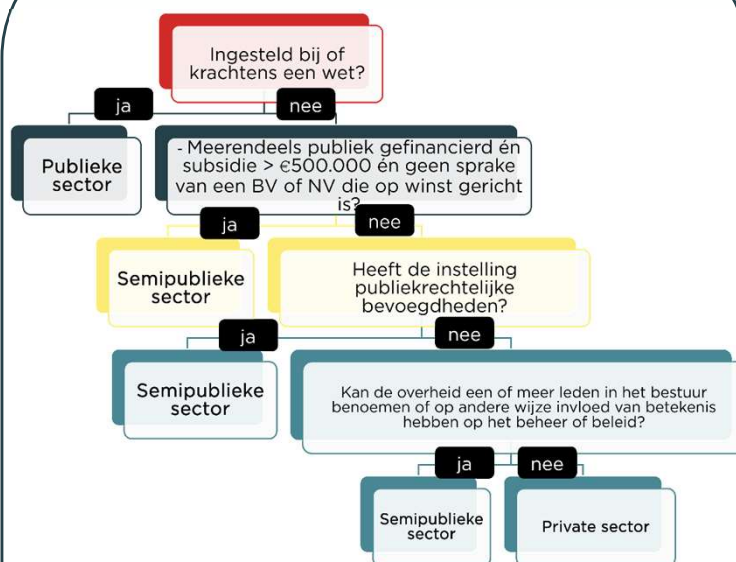 Ingesteld bij of
krachtens een wet?
ja
nee
Publieke
sector
- Meerendeels publiek gefinancierd én
subsidie > €500.000 én geen sprake
van een BV of NV die op winst gericht
is?
ja
nee
Semipublieke
sector
Heeft de instelling
publiekrechtelijke
bevoegdheden?
ja
nee
Semipublieke
sector
Kan de overheid een of meer leden in het bestuur
benoemen of op andere wijze invloed van betekenis
hebben op het beheer of beleid?
ja
nee
Semipublieke
sector
Private sector